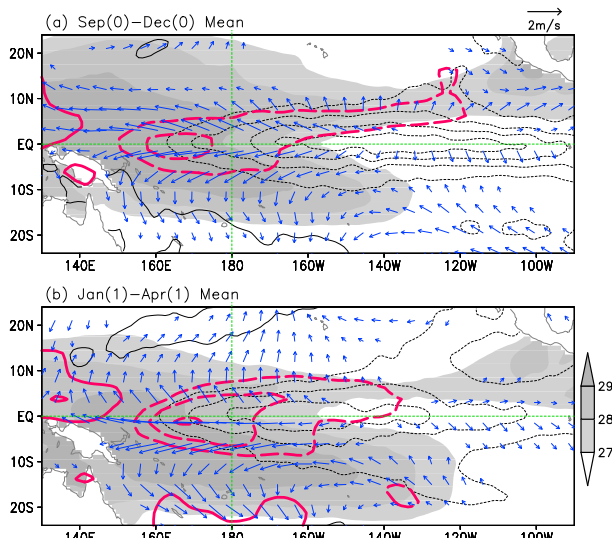 (a) Sep(0)−Dec(0) Mean
2m/s
20N
10N
EQ
10S
20S
140E 160E 180 160W 140W 120W 100W
(b) Jan(1)−Apr(1) Mean
20N
10N
EQ
10S
20S
29
28
27
140E 160E 180 160W 140W 120W 100W